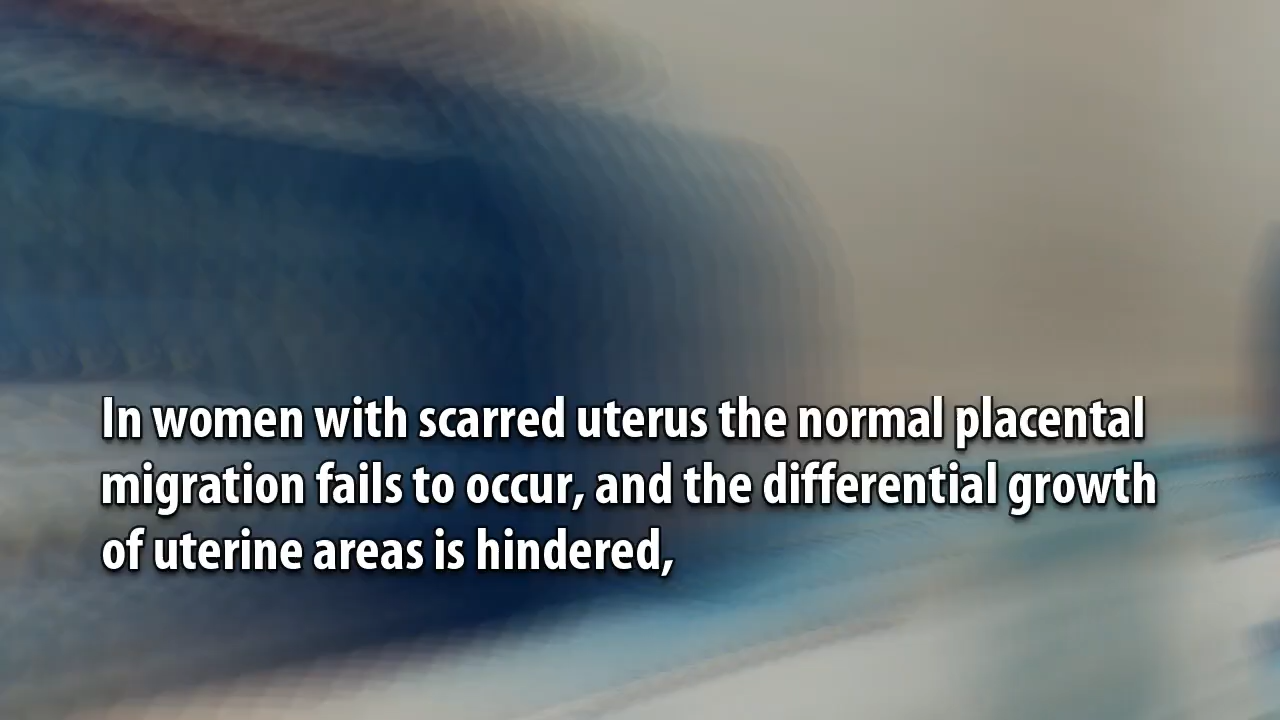 In women with scarred uterus the normal placental
migration fails to occur, and the differential growth
of uterine areas is hindered,